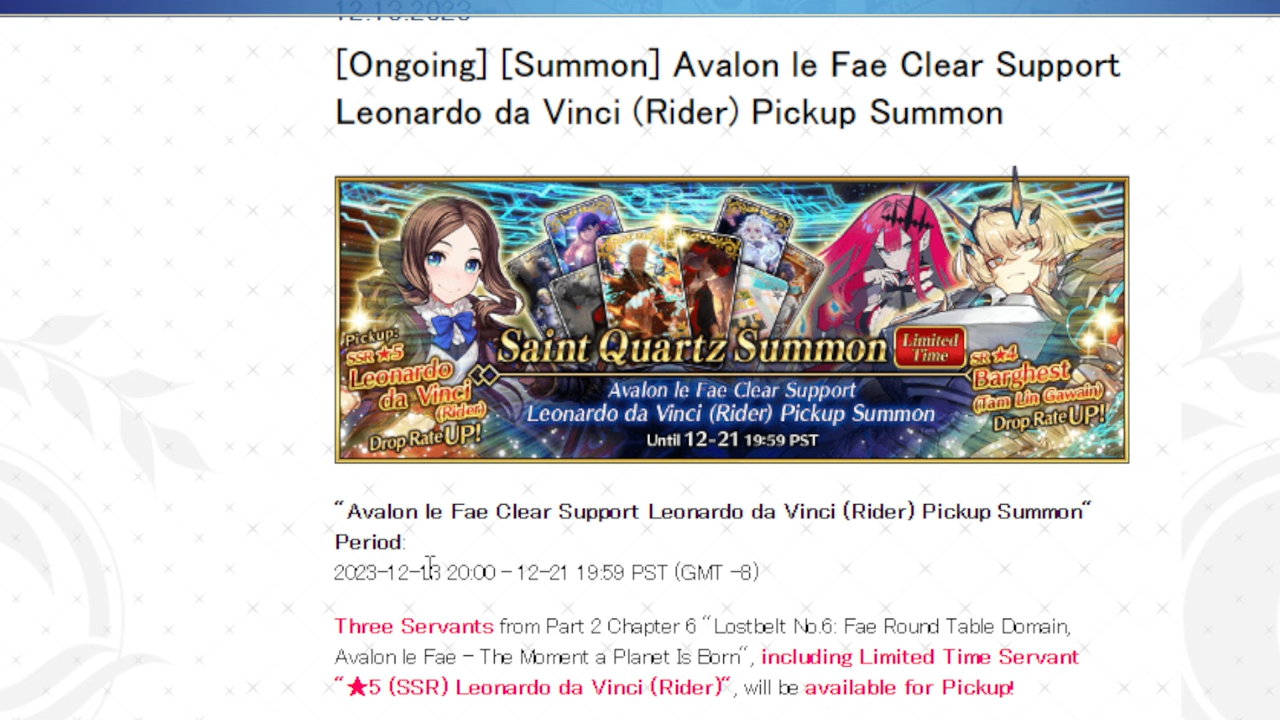 12.13.2023
[Ongoing] [Summon] Avalon le Fae Clear Support
Leonardo da Vinci (Rider) Pickup Summon
Pickup:
SSR ★5
Leonardo
da Vinci
(Rider)
Drop Rate UP!
Saint Quartz Summon
Limited
Time
Avalon le Fae Clear Support
Leonardo da Vinci (Rider) Pickup Summon
Until 12-21 19:59 PST
SR ★4
Barghest
(Tam Lin Gawain)
Drop Rate UP!
"Avalon le Fae Clear Support Leonardo da Vinci (Rider) Pickup Summon"
Period:
2023-12-13 20:00 - 12-21 19:59 PST (GMT -8)
Three Servants from Part 2 Chapter 6 "Lostbelt No.6: Fae Round Table Domain,
Avalon le Fae - The Moment a Planet Is Born", including Limited Time Servant
"★5 (SSR) Leonardo da Vinci (Rider)", will be available for Pickup!